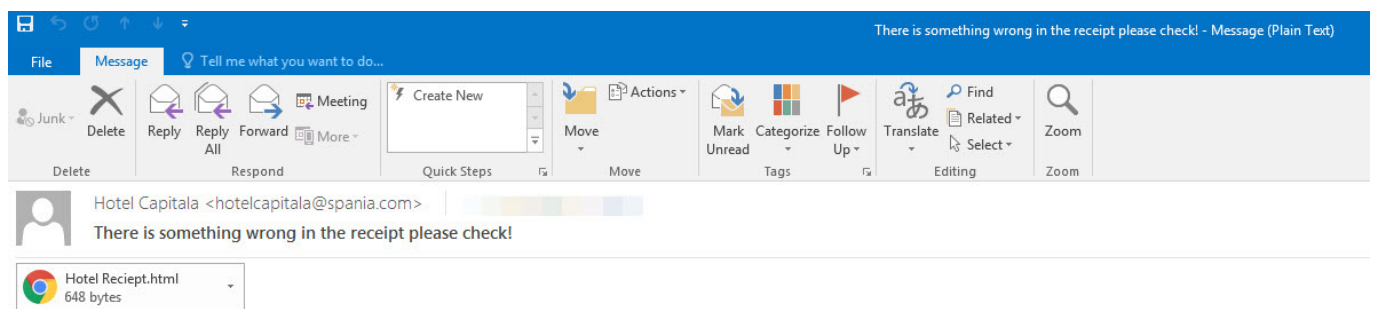 There is something wrong in the receipt please check! - Message (Plain Text)
File Message Tell me what you want to do...
Junk Delete Reply Reply All Forward Meeting More Create New Move Actions Mark Unread Categorize Follow Up Translate Find Related Select Zoom
Delete Respond Quick Steps Move Tags Editing Zoom
Hotel Capitala <hotelcapitala@spania.com>
There is something wrong in the receipt please check!
Hotel Reciept.html
648 bytes